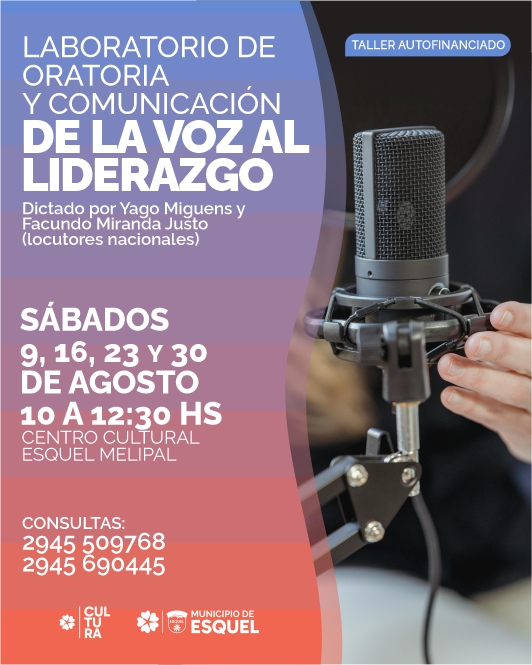 TALLER AUTOFINANCIADO
LABORATORIO DE
ORATORIA
Y COMUNICACIÓN
DE LA VOZ AL
LIDERAZGO
Dictado por Yago Miguens y
Facundo Miranda Justo
(locutores nacionales)
SÁBADOS
9, 16, 23 Y 30
DE AGOSTO
10 A 12:30 HS
CENTRO CULTURAL
ESQUEL MELIPAL
CONSULTAS:
2945 509768
2945 690445
CUL
TU
RA
ESQUEL
MUNICIPIO DE
ESQUEL